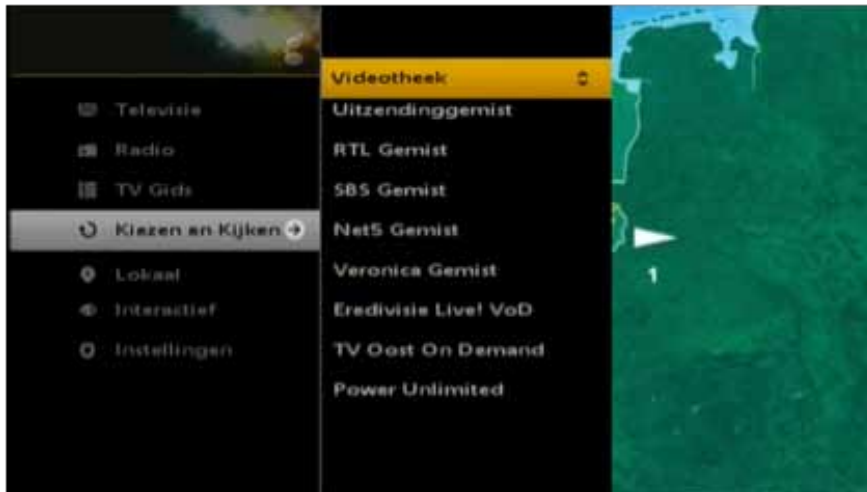 Televisie
Radio
TV Gids
Kiezen en Kijken
Lokaal
Interactief
Instellingen
Videotheek
Uitzendinggemist
RTL Gemist
SBS Gemist
Net5 Gemist
Veronica Gemist
Eredivisie Live! VoD
TV Oost On Demand
Power Unlimited
1